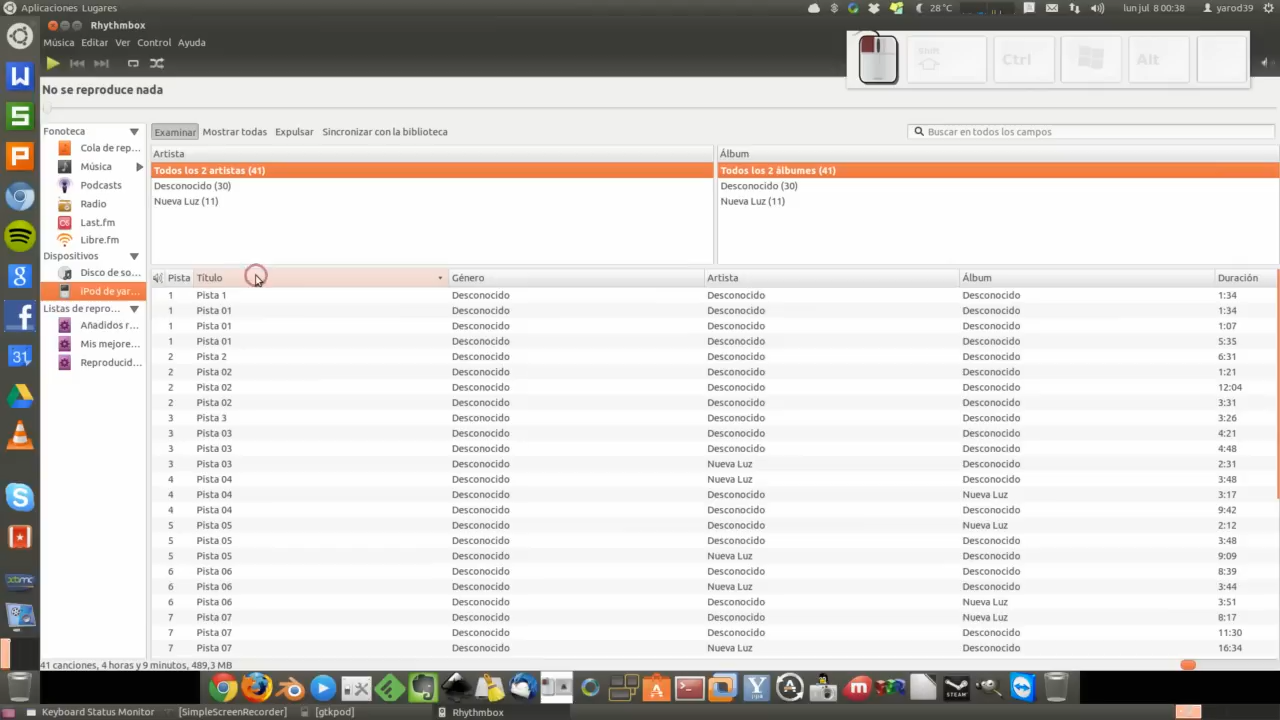 Aplicaciones Lugares
28 °C
lun jul 8 00:38
yarod39
Rhythmbox
Música Editar Ver Control Ayuda
Shift Ctrl Alt
No se reproduce nada
Fonoteca
Cola de rep...
Música
Podcasts
Radio
Last.fm
Libre.fm
Dispositivos
Disco de so...
iPod de yar...
Listas de repro...
Añadidos r...
Mis mejore...
Reproducid...
Examinar Mostrar todas Expulsar Sincronizar con la biblioteca
Buscar en todos los campos
Artista
Todos los 2 artistas (41)
Desconocido (30)
Nueva Luz (11)
Álbum
Todos los 2 álbumes (41)
Desconocido (30)
Nueva Luz (11)
Pista Título Género Artista Álbum Duración
1 Pista 1 Desconocido Desconocido Desconocido 1:34
1 Pista 01 Desconocido Desconocido Desconocido 1:34
1 Pista 01 Desconocido Desconocido Desconocido 1:07
1 Pista 01 Desconocido Desconocido Desconocido 5:35
2 Pista 2 Desconocido Desconocido Desconocido 6:31
2 Pista 02 Desconocido Desconocido Desconocido 1:21
2 Pista 02 Desconocido Desconocido Desconocido 12:04
2 Pista 02 Desconocido Desconocido Desconocido 3:31
3 Pista 3 Desconocido Desconocido Desconocido 3:26
3 Pista 03 Desconocido Desconocido Desconocido 4:21
3 Pista 03 Desconocido Desconocido Desconocido 4:48
3 Pista 03 Desconocido Nueva Luz Desconocido 2:31
4 Pista 04 Desconocido Nueva Luz Desconocido 3:48
4 Pista 04 Desconocido Desconocido Nueva Luz 3:17
4 Pista 04 Desconocido Desconocido Desconocido 9:42
5 Pista 05 Desconocido Desconocido Nueva Luz 2:12
5 Pista 05 Desconocido Desconocido Desconocido 3:48
5 Pista 05 Desconocido Nueva Luz Desconocido 9:09
6 Pista 06 Desconocido Desconocido Desconocido 8:39
6 Pista 06 Desconocido Nueva Luz Desconocido 3:44
6 Pista 06 Desconocido Desconocido Nueva Luz 3:51
7 Pista 07 Desconocido Desconocido Nueva Luz 8:17
7 Pista 07 Desconocido Desconocido Desconocido 11:30
7 Pista 07 Desconocido Nueva Luz Desconocido 16:34
41 canciones, 4 horas y 9 minutos, 489,3 MB
STEAM
Keyboard Status Monitor [SimpleScreenRecorder] [gtkpod] Rhythmbox